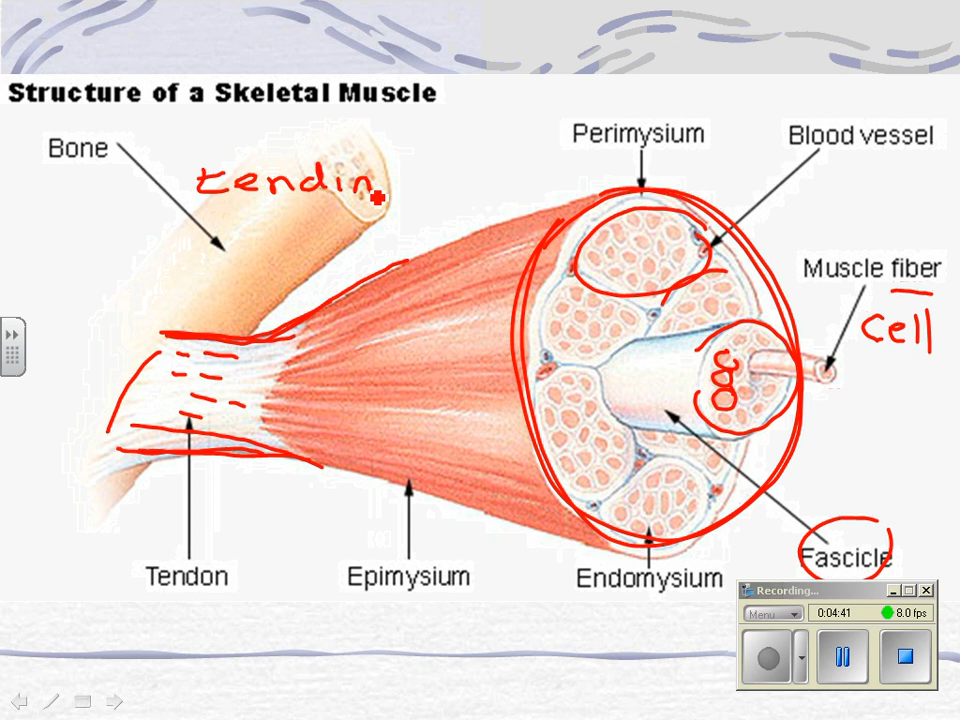 Structure of a Skeletal Muscle
Perimysium
Blood vessel
Bone
tendin
Muscle fiber
Cell
Fascicle
Tendon
Epimysium
Endomysium
Recording...
Menu
0:04:41
8.0 fps